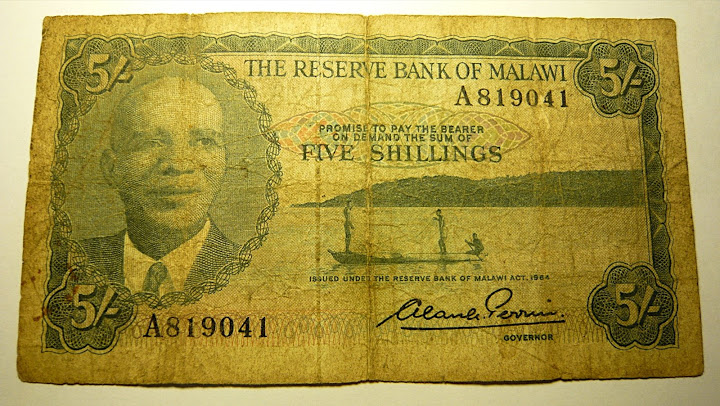 5/-
THE RESERVE BANK OF MALAWI
5/-
A819041
PROMISE TO PAY THE BEARER
ON DEMAND THE SUM OF
FIVE SHILLINGS
ISSUED UNDER THE RESERVE BANK OF MALAWI ACT. 1964
5/-
A819041
GOVERNOR
5/-